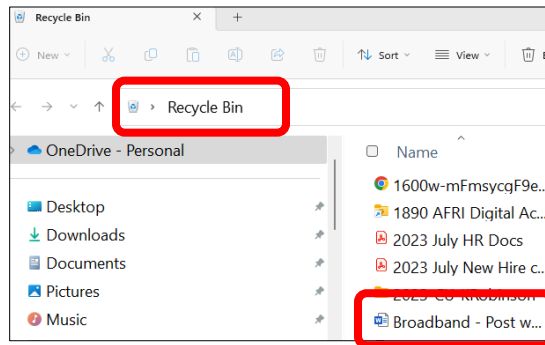 Recycle Bin
New
Sort
View
Recycle Bin
OneDrive - Personal
Desktop
Downloads
Documents
Pictures
Music
Name
1600w-mFmsycgF9e...
1890 AFRI Digital Ac...
2023 July HR Docs
2023 July New Hire c...
Broadband - Post w...